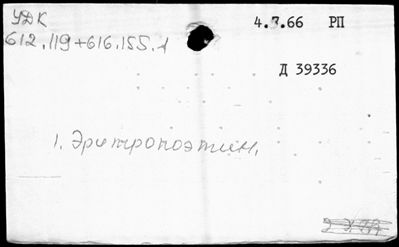 УДК
612.119+616.155.1
4.7.66 РП
Д 39336
1. Эритропоэтин.